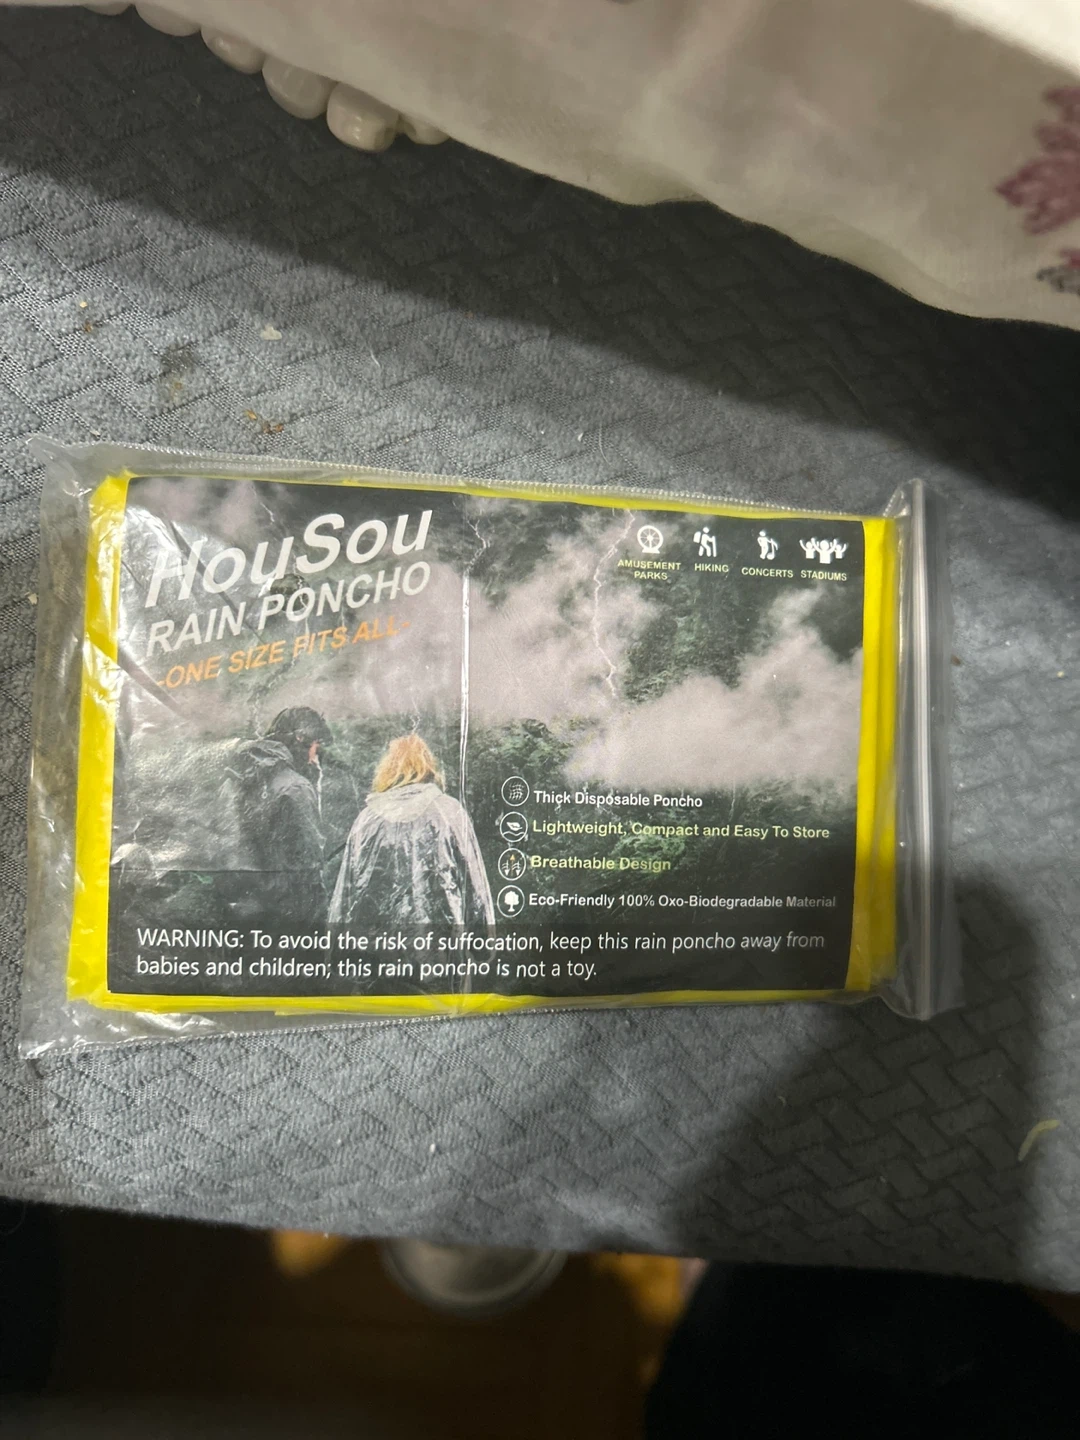 HoySou
RAIN PONCHO
-ONE SIZE FITS ALL-
AMUSEMENT
PARKS
HIKING
CONCERTS
STADIUMS
Thick Disposable Poncho
Lightweight, Compact and Easy To Store
Breathable Design
Eco-Friendly 100% Oxo-Biodegradable Material
WARNING: To avoid the risk of suffocation, keep this rain poncho away from
babies and children; this rain poncho is not a toy.